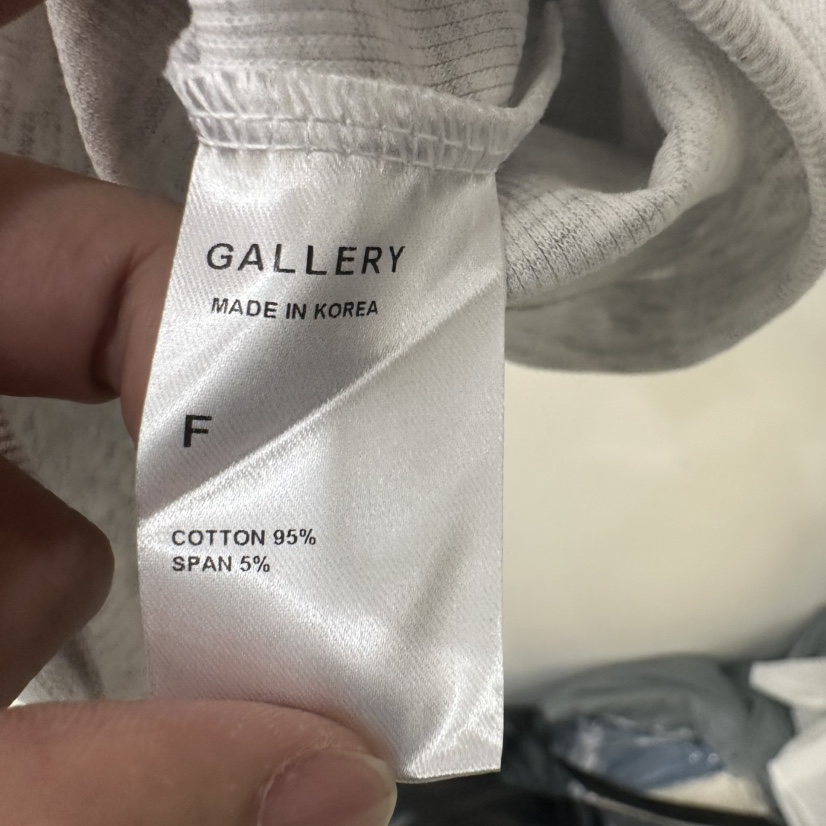 GALLERY
MADE IN KOREA
F
COTTON 95%
SPAN 5%